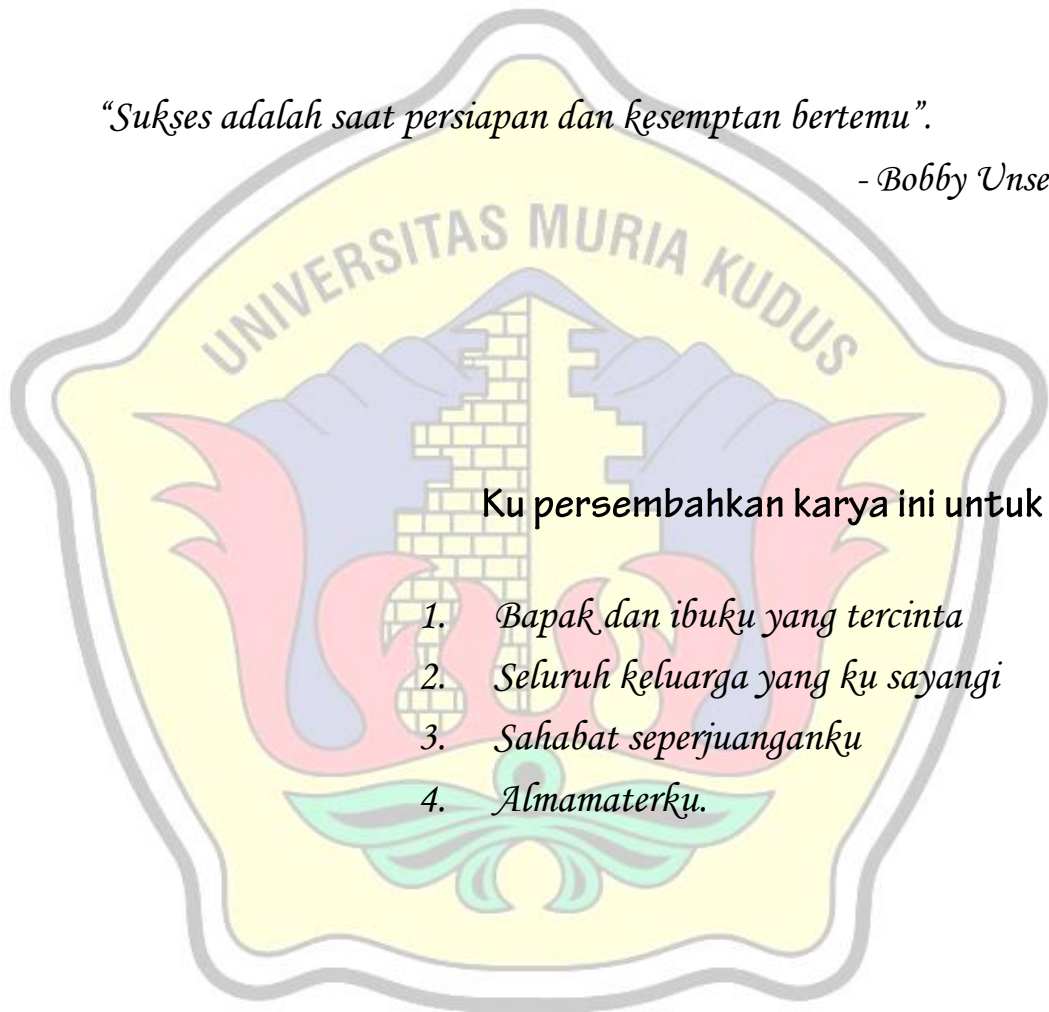 “Sukses adalah saat persiapan dan kesemptan bertemu”.
- Bobby Unse
UNIVERSITAS MURIA KUDUS
Ku persembahkan karya ini untuk
1. Bapak dan ibuku yang tercinta
2. Seluruh keluarga yang ku sayangi
3. Sahabat seperjuanganku
4. Almamaterku.